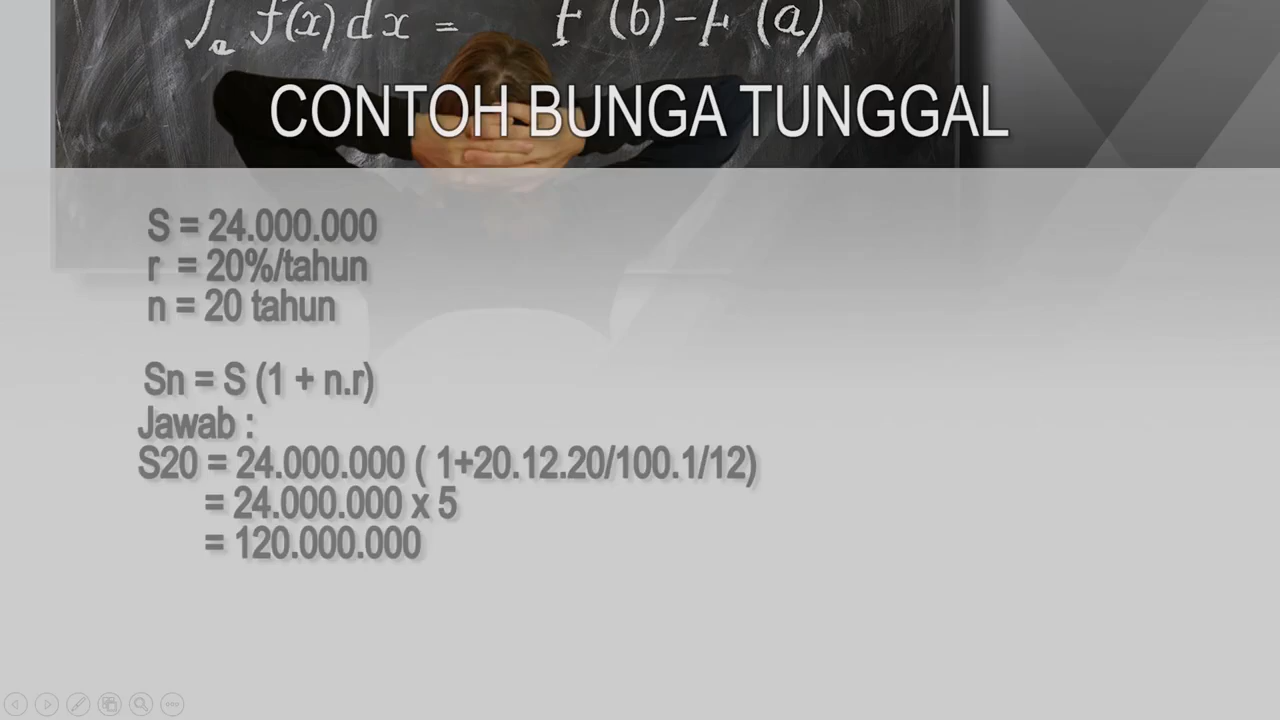 ∫a f(x) dx = F (b) – F (a)
CONTOH BUNGA TUNGGAL
S = 24.000.000
r = 20%/tahun
n = 20 tahun
Sn = S (1 + n.r)
Jawab :
S20 = 24.000.000 ( 1+20.12.20/100.1/12)
= 24.000.000 x 5
= 120.000.000